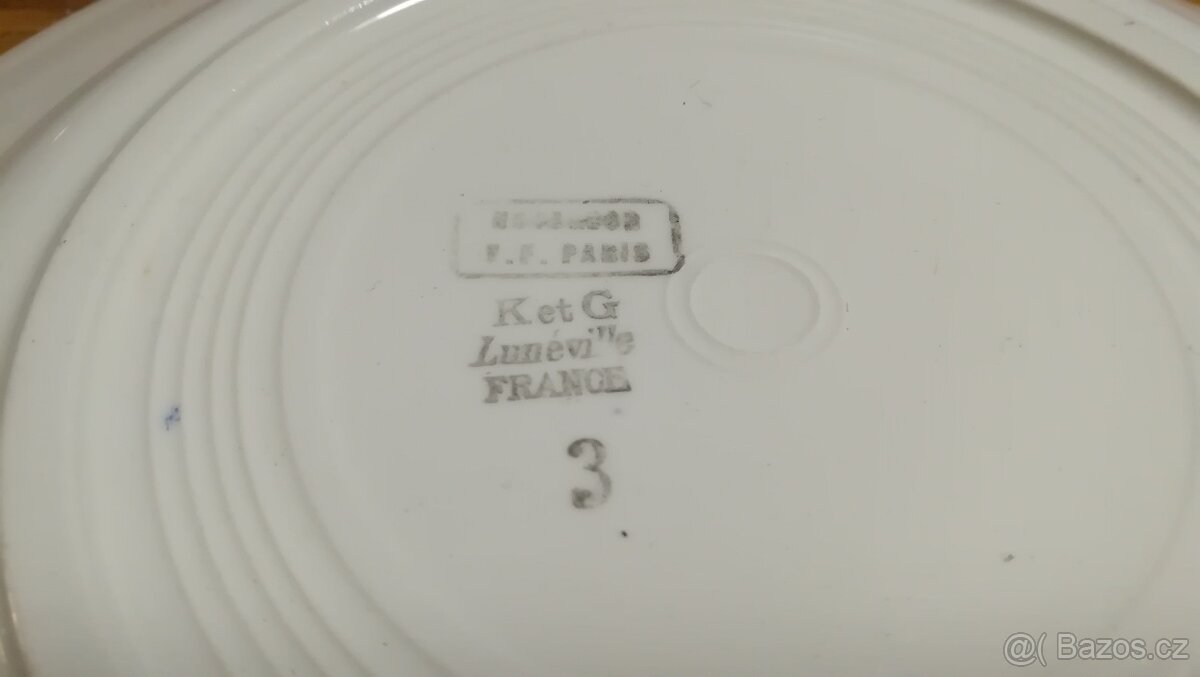 F.F. PARIS
K et G
Lunéville
FRANCE
3
@( Bazos.cz